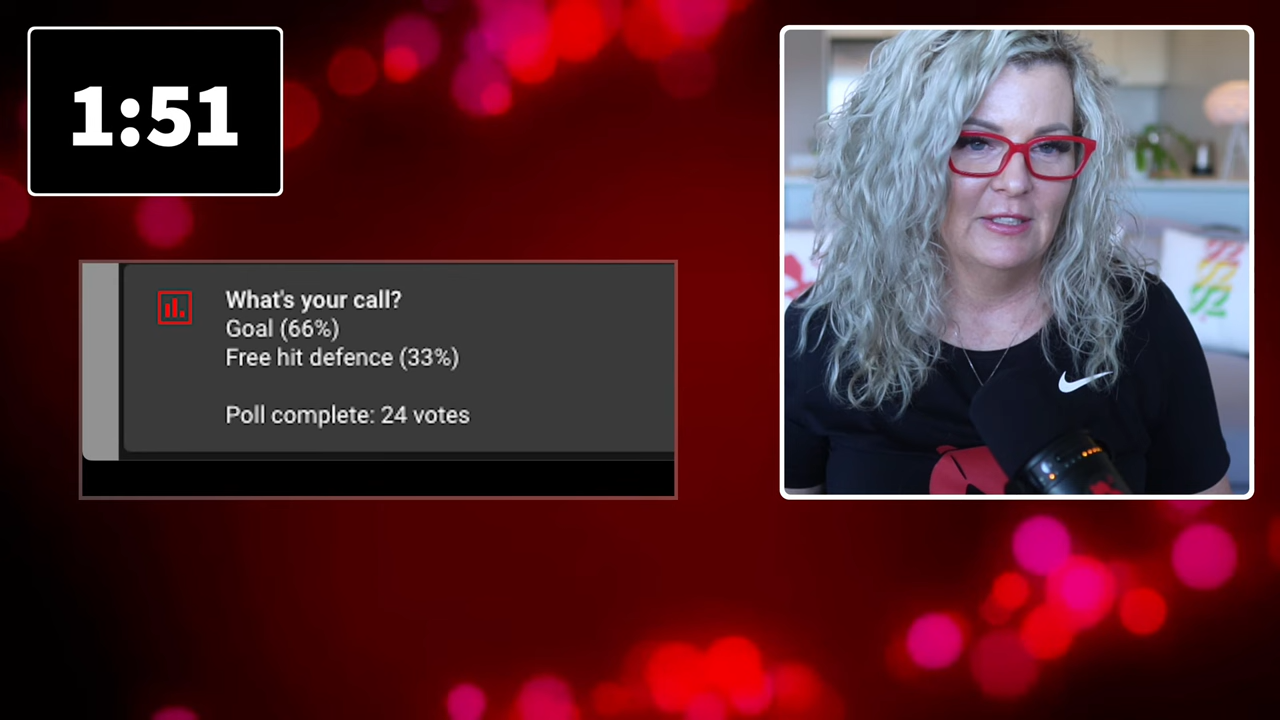 1:51
What's your call?
Goal (66%)
Free hit defence (33%)
Poll complete: 24 votes